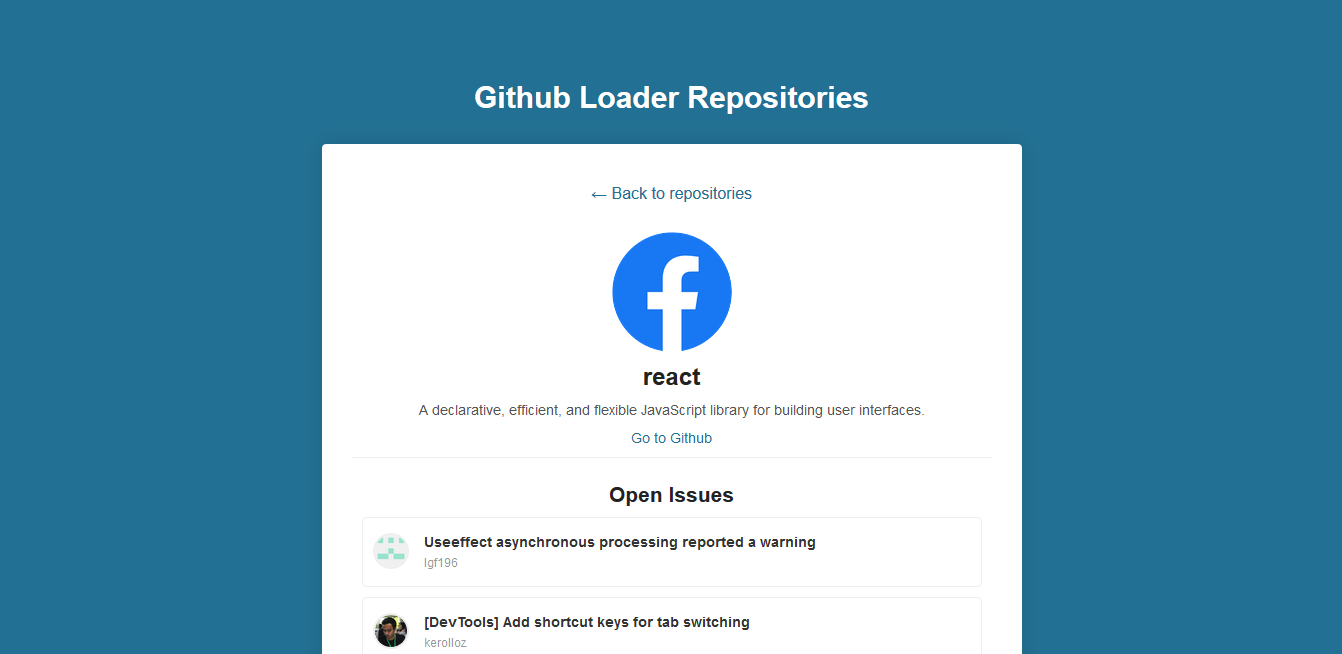 Github Loader Repositories
← Back to repositories
react
A declarative, efficient, and flexible JavaScript library for building user interfaces.
Go to Github
Open Issues
Useeffect asynchronous processing reported a warning
lgf196
[DevTools] Add shortcut keys for tab switching
kerolloz